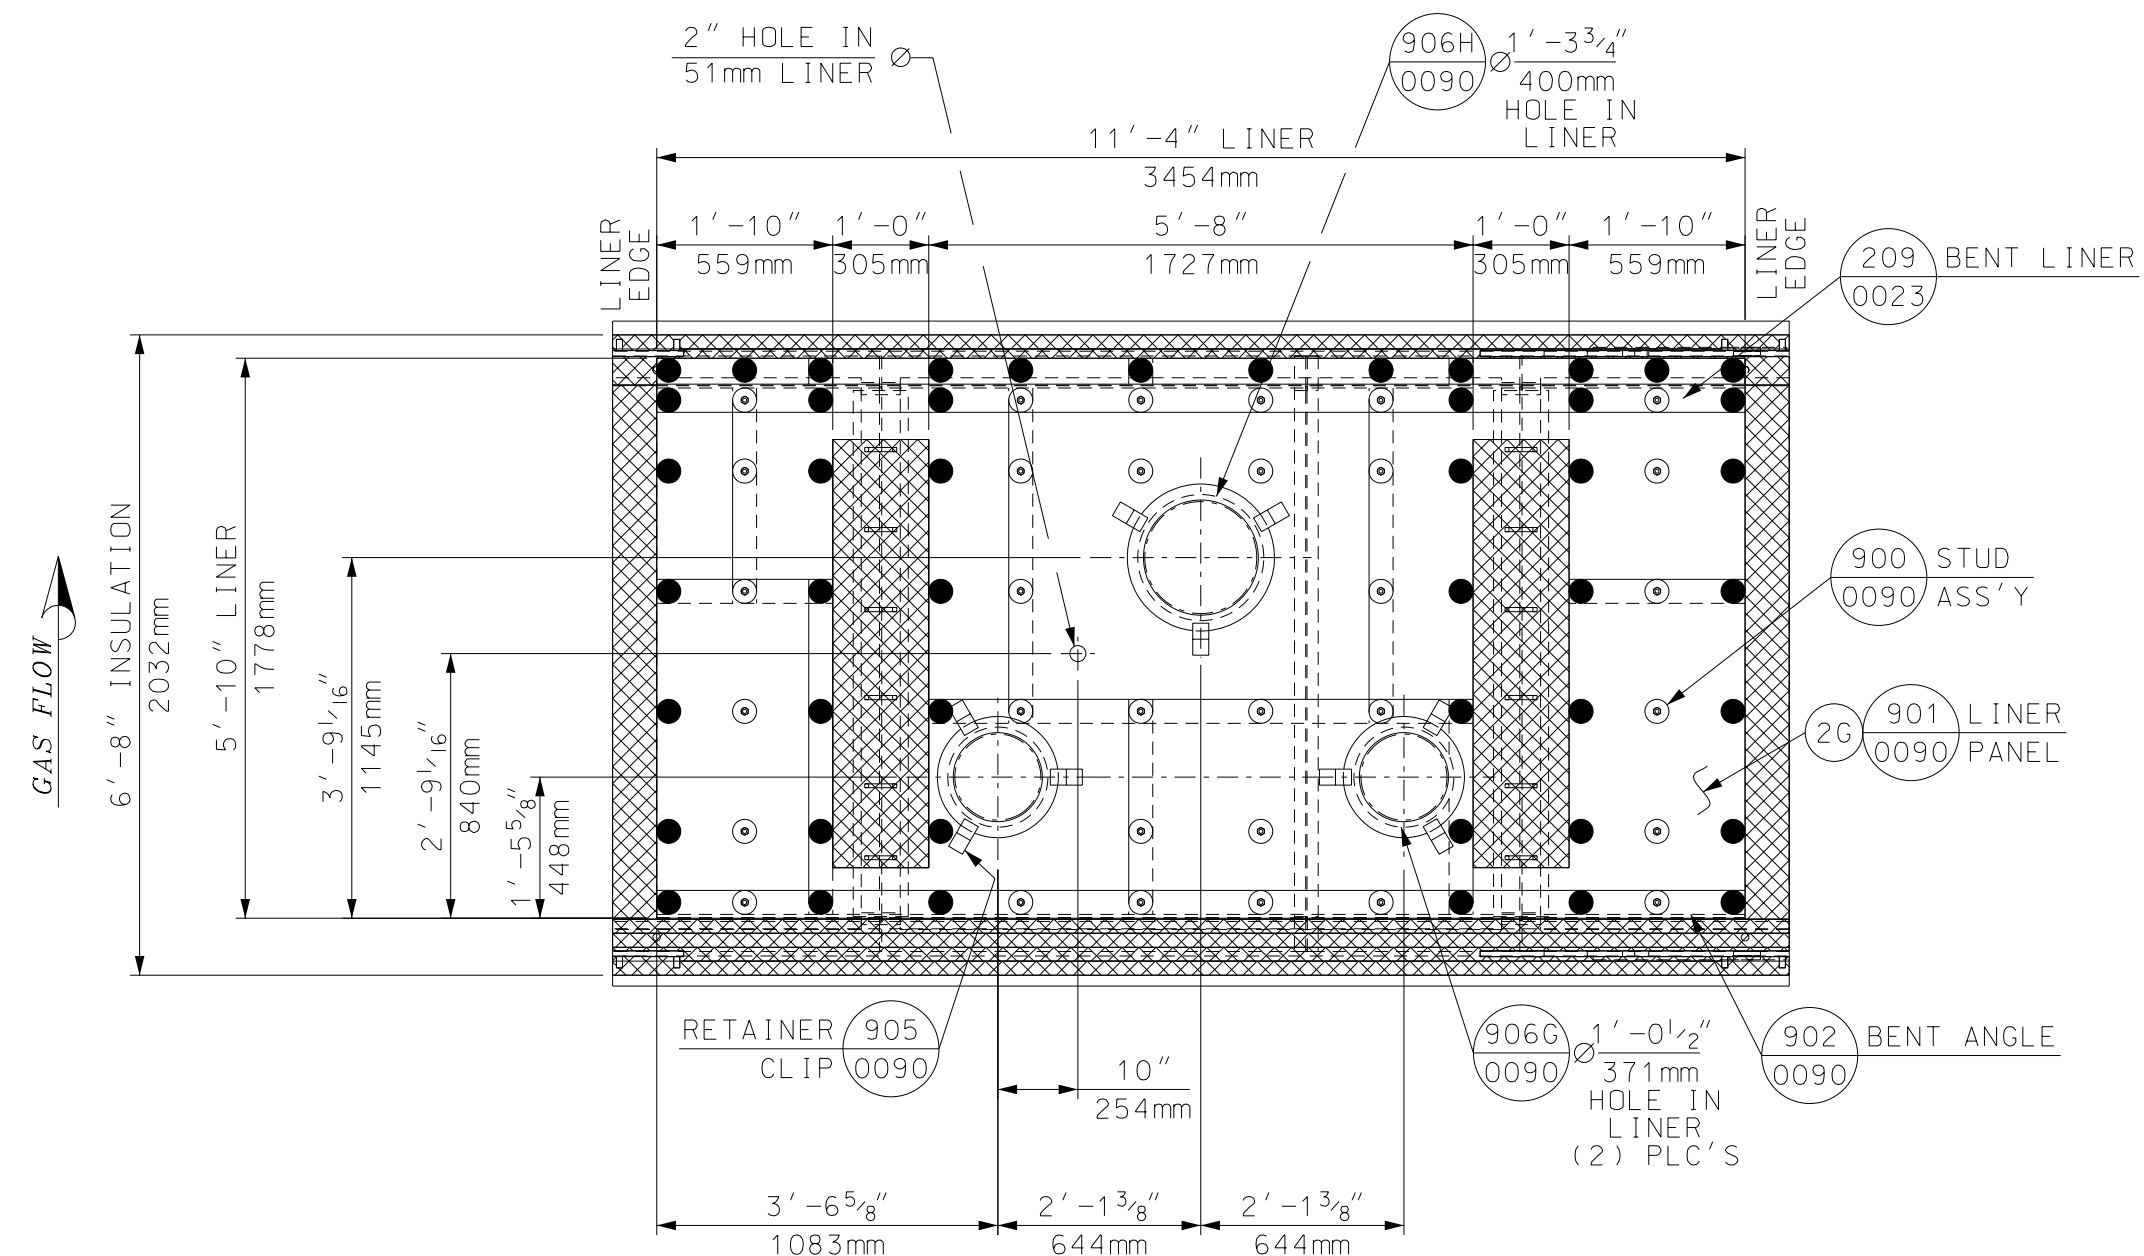 2" HOLE IN
51mm LINER
Ø
906H
0090
Ø 1'-3 3/4"
400mm
HOLE IN
LINER
11'-4" LINER
3454mm
LINER
EDGE
1'-10"
559mm
1'-0"
305mm
5'-8"
1727mm
1'-0"
305mm
1'-10"
559mm
LINER
EDGE
209
0023
BENT LINER
GAS FLOW
6'-8" INSULATION
2032mm
5'-10" LINER
1778mm
3'-9 1/16"
1145mm
2'-9 1/16"
840mm
1'-5 5/8"
448mm
900
0090
STUD
ASS'Y
2G
901
0090
LINER
PANEL
RETAINER
CLIP
905
0090
10"
254mm
906G
0090
Ø 1'-0 1/2"
371mm
HOLE IN
LINER
(2) PLC'S
902
0090
BENT ANGLE
3'-6 5/8"
1083mm
2'-1 3/8"
644mm
2'-1 3/8"
644mm